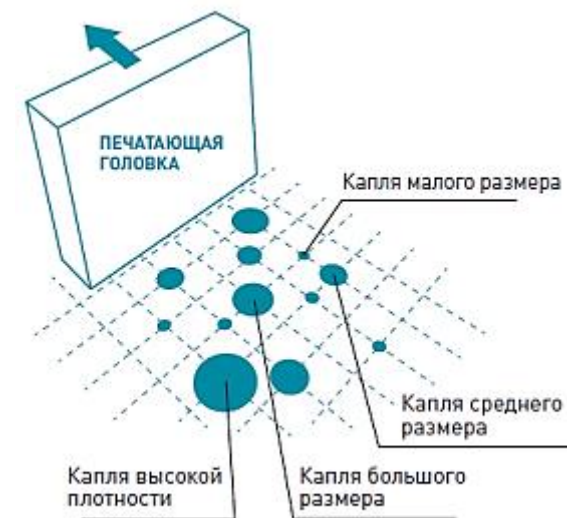 ПЕЧАТАЮЩАЯ
ГОЛОВКА
Капля малого размера
Капля среднего
размера
Капля высокой
плотности
Капля большого
размера